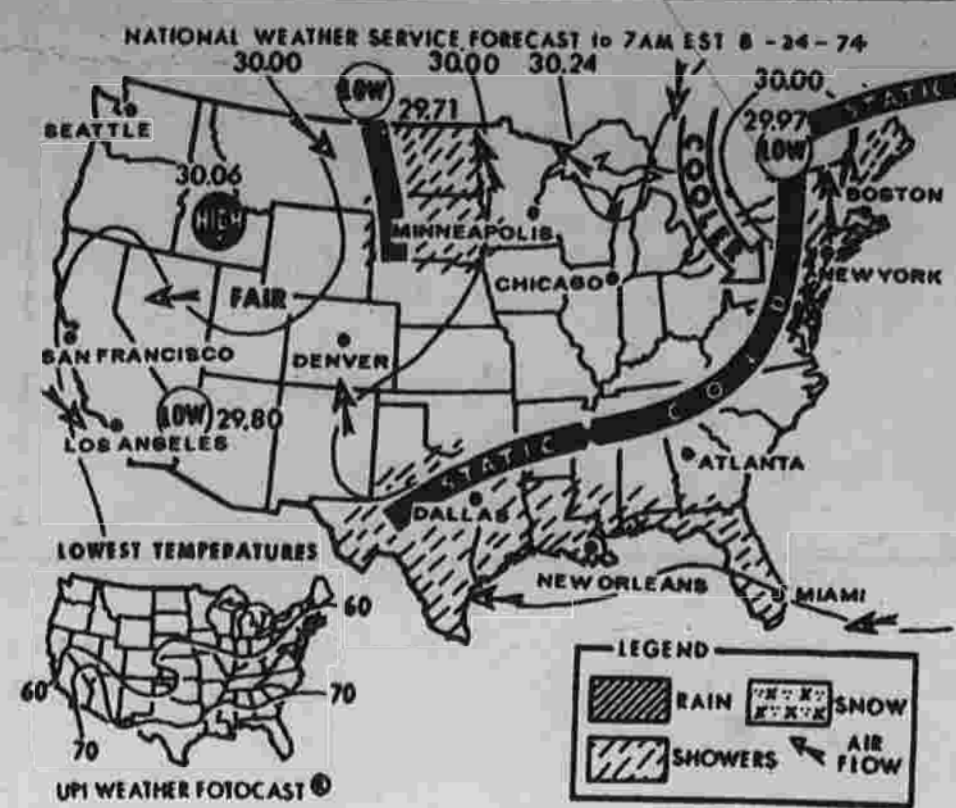 NATIONAL WEATHER SERVICE FORECAST to 7AM EST 8 -24-74
30.00
30.00
30.24
30.00
LOW
29.71
29.97
STATIC
SEATTLE
LOW
COOLER
30.06
HIGH
BOSTON
MINNEAPOLIS
NEW YORK
CHICAGO
FAIR
SAN FRANCISCO
DENVER
COLD
LOW
29.80
LOS ANGELES
STATIC
ATLANTA
DALLAS
LOWEST TEMPERATURES
NEW ORLEANS
MIAMI
60
LEGEND
60
70
RAIN
SNOW
70
SHOWERS
AIR
FLOW
UPI WEATHER FOTOCAST ®